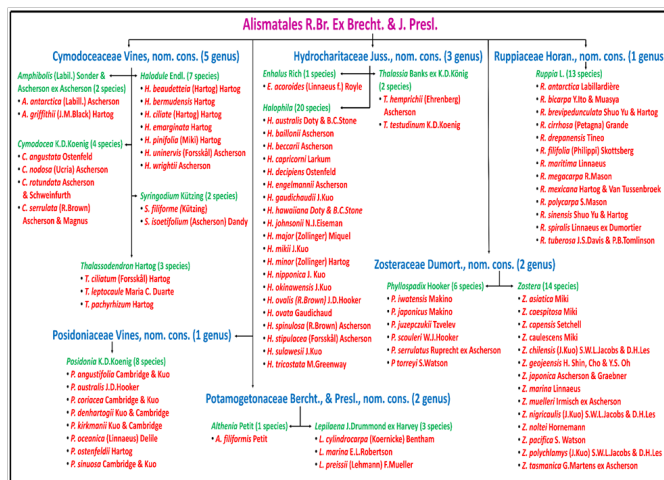 Alismatales R.Br. Ex Brecht. & J. Presl.
Cymodoceaceae Vines, nom. cons. (5 genus)
Amphibolis (Labil.) Sonder &
Ascherson ex Ascherson (2 species)
• A. antarctica (Labill.) Ascherson
• A. griffithii (J.M.Black) Hartog
Cymodocea K.D.Koenig (4 species)
• C. angustata Ostenfeld
• C. nodosa (Ucria) Ascherson
• C. rotundata Ascherson
& Schweinfurth
• C. serrulata (R.Brown)
Ascherson & Magnus
Halodule Endl. (7 species)
• H. beaudetteia (Hartog) Hartog
• H. bermudensis Hartog
• H. ciliate (Hartog) Hartog
• H. emarginata Hartog
• H. pinifolia (Miki) Hartog
• H. uninervis (Forsskål) Ascherson
• H. wrightii Ascherson
Syringodium Kützing (2 species)
• S. filiforme (Kützing)
• S. isoetifolium (Ascherson) Dandy
Thalassodendron Hartog (3 species)
• T. ciliatum (Forsskål) Hartog
• T. leptocaule Maria C. Duarte
• T. pachyrhizum Hartog
Posidoniaceae Vines, nom. cons. (1 genus)
Posidonia K.D.Koenig (8 species)
• P. angustifolia Cambridge & Kuo
• P. australis J.D.Hooker
• P. coriacea Cambridge & Kuo
• P. denhartogii Kuo & Cambridge
• P. kirkmanii Kuo & Cambridge
• P. oceanica (Linnaeus) Delile
• P. ostenfeldii Hartog
• P. sinuosa Cambridge & Kuo
Hydrocharitaceae Juss., nom. cons. (3 genus)
Enhalus Rich (1 species)
• E. acoroides (Linnaeus f.) Royle
Halophila (20 species)
• H. australis Doty & B.C.Stone
• H. baillonii Ascherson
• H. beccarii Ascherson
• H. capricorni Larkum
• H. decipiens Ostenfeld
• H. engelmannii Ascherson
• H. gaudichaudii J.Kuo
• H. hawaiiana Doty & B.C.Stone
• H. johnsonii N.J.Eiseman
• H. major (Zollinger) Miquel
• H. mikii J.Kuo
• H. minor (Zollinger) Hartog
• H. nipponica J. Kuo
• H. okinawensis J.Kuo
• H. ovalis (R.Brown) J.D.Hooker
• H. ovata Gaudichaud
• H. spinulosa (R.Brown) Ascherson
• H. stipulacea (Forsskål) Ascherson
• H. sulawesii J.Kuo
• H. tricostata M.Greenway
Thalassia Banks ex K.D.König
(2 species)
• T. hemprichii (Ehrenberg)
Ascherson
• T. testudinum K.D.Koenig
Potamogetonaceae Bercht., & Presl., nom. cons. (2 genus)
Althenia Petit (1 species)
• A. filiformis Petit
Lepilaena J.Drummond ex Harvey (3 species)
• L. cylindrocarpa (Koernicke) Bentham
• L. marina E.L.Robertson
• L. preissii (Lehmann) F.Mueller
Ruppiaceae Horan., nom. cons. (1 genus)
Ruppia L. (13 species)
• R. antarctica Labillardière
• R. bicarpa Y.Ito & Muasya
• R. brevipedunculata Shuo Yu & Hartog
• R. cirrhosa (Petagna) Grande
• R. drepanensis Tineo
• R. filifolia (Philippi) Skottsberg
• R. maritima Linnaeus
• R. megacarpa R.Mason
• R. mexicana Hartog & Van Tussenbroek
• R. polycarpa S.Mason
• R. sinensis Shuo Yu & Hartog
• R. spiralis Linnaeus ex Dumortier
• R. tuberosa J.S.Davis & P.B.Tomlinson
Zosteraceae Dumort., nom. cons. (2 genus)
Phyllospadix Hooker (6 species)
• P. iwatensis Makino
• P. japonicus Makino
• P. juzepczukii Tzvelev
• P. scouleri W.J.Hooker
• P. serrulatus Ruprecht ex Ascherson
• P torreyi S.Watson
Zostera (14 species)
• Z. asiatica Miki
• Z. caespitosa Miki
• Z. capensis Setchell
• Z. caulescens Miki
• Z. chilensis (J.Kuo) S.W.L.Jacobs & D.H.Les
• Z. geojeensis H. Shin, Cho & Y.S. Oh
• Z. japonica Ascherson & Graebner
• Z. marina Linnaeus
• Z. muelleri Irmisch ex Ascherson
• Z. nigricaulis (J.Kuo) S.W.L.Jacobs & D.H.Les
• Z. noltei Hornemann
• Z. pacifica S. Watson
• Z. polychlamys (J.Kuo) S.W.L.Jacobs & D.H.Les
• Z. tasmanica G.Martens ex Ascherson